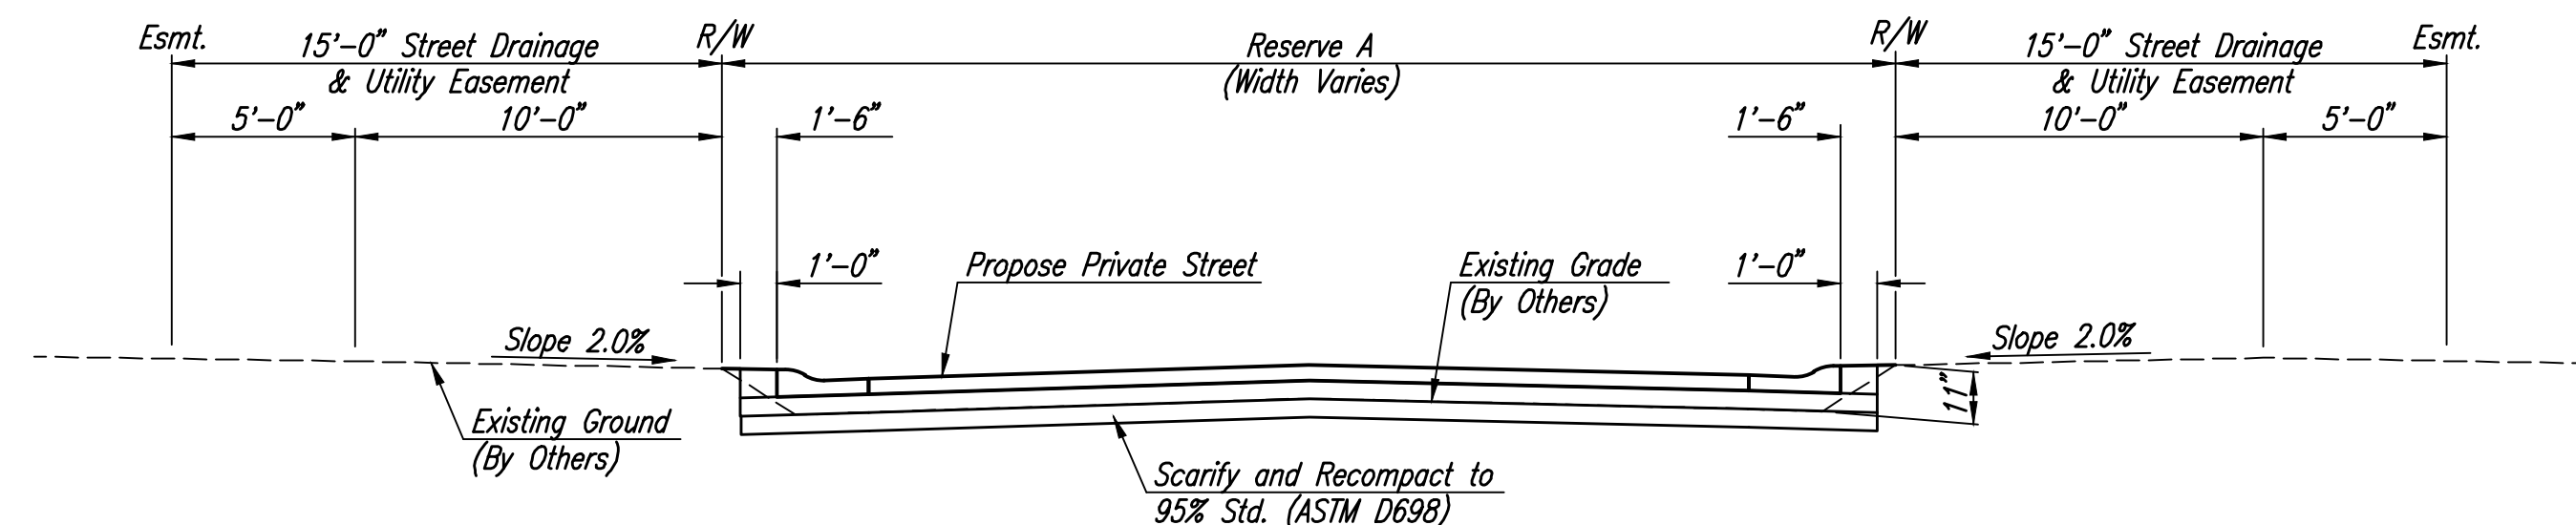 Esmt.
15'-0" Street Drainage
& Utility Easement
R/W
Reserve A
(Width Varies)
R/W
15'-0" Street Drainage
& Utility Easement
Esmt.
5'-0"
10'-0"
1'-6"
1'-6"
10'-0"
5'-0"
1'-0"
Propose Private Street
Existing Grade
(By Others)
1'-0"
Slope 2.0%
Slope 2.0%
11"
Existing Ground
(By Others)
Scarify and Recompact to
95% Std. (ASTM D698)